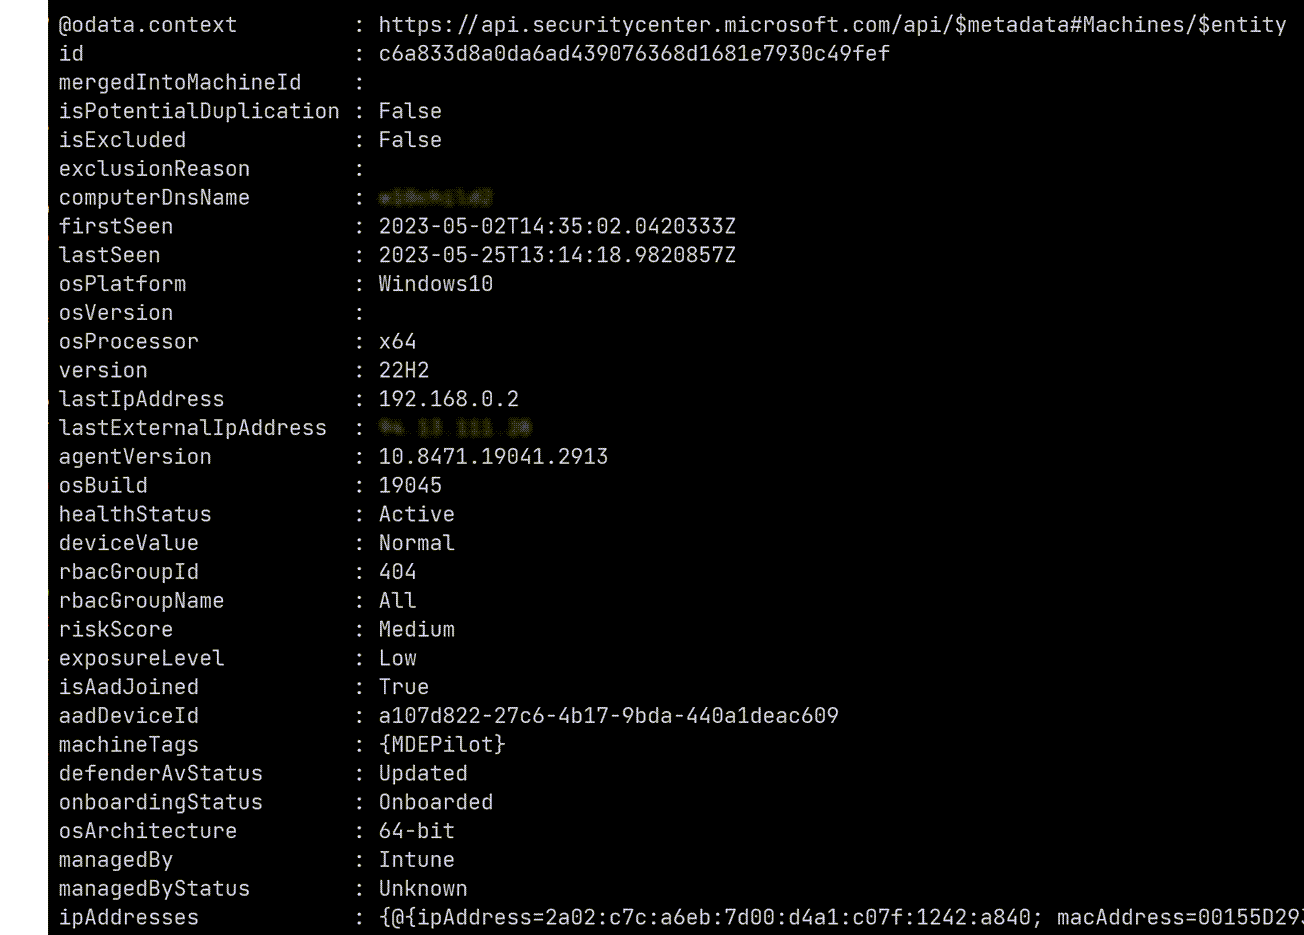 @odata.context : https://api.securitycenter.microsoft.com/api/$metadata#Machines/$entity
id : c6a833d8a0da6ad439076368d1681e7930c49fef
mergedIntoMachineId :
isPotentialDuplication : False
isExcluded : False
exclusionReason :
computerDnsName :
firstSeen : 2023-05-02T14:35:02.0420333Z
lastSeen : 2023-05-25T13:14:18.9820857Z
osPlatform : Windows10
osVersion :
osProcessor : x64
version : 22H2
lastIpAddress : 192.168.0.2
lastExternalIpAddress :
agentVersion : 10.8471.19041.2913
osBuild : 19045
healthStatus : Active
deviceValue : Normal
rbacGroupId : 404
rbacGroupName : All
riskScore : Medium
exposureLevel : Low
isAadJoined : True
aadDeviceId : a107d822-27c6-4b17-9bda-440a1deac609
machineTags : {MDEPilot}
defenderAvStatus : Updated
onboardingStatus : Onboarded
osArchitecture : 64-bit
managedBy : Intune
managedByStatus : Unknown
ipAddresses : {@{ipAddress=2a02:c7c:a6eb:7d00:d4a1:c07f:1242:a840; macAddress=00155D293